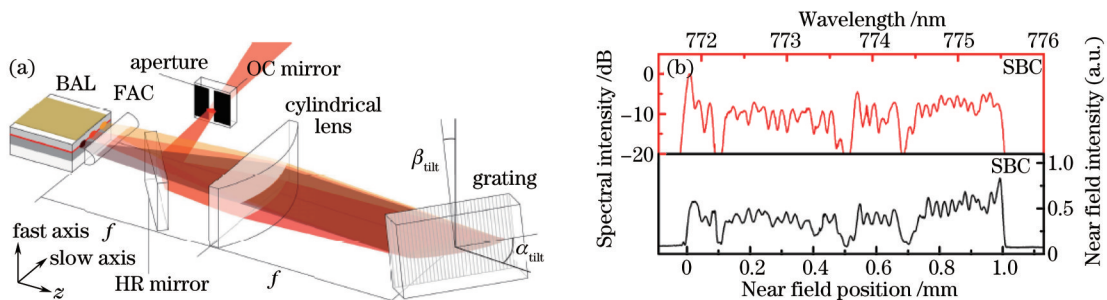 (a)
aperture
OC mirror
BAL
FAC
cylindrical
lens
β tilt
grating
α tilt
fast axis
slow axis
z
f
HR mirror
f
Wavelength /nm
772 773 774 775 776
(b)
SBC
Spectral intensity /dB
0
−10
−20
SBC
Near field intensity (a.u.)
1.0
0.5
0
0 0.2 0.4 0.6 0.8 1.0
Near field position /mm